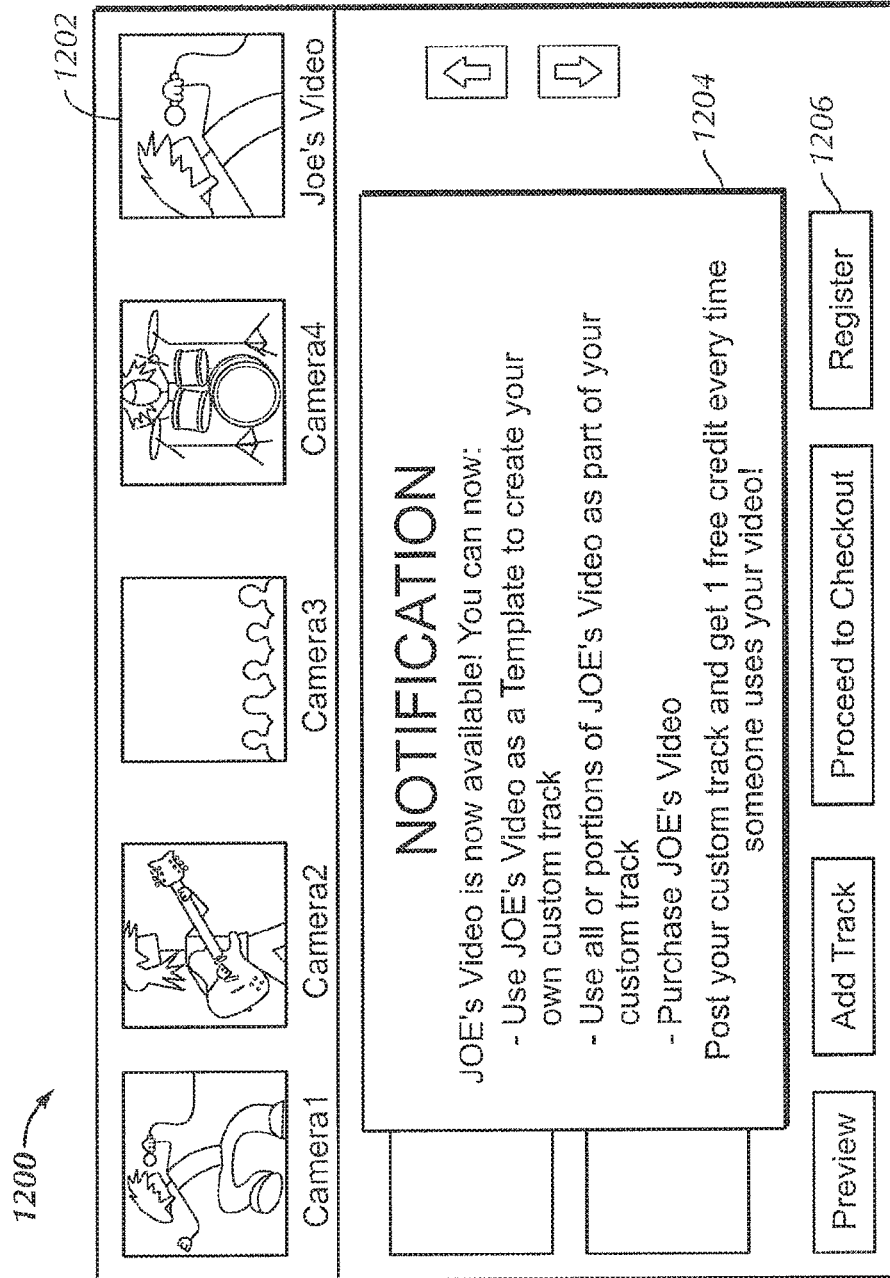 1200
1202
Camera1
Camera2
Camera3
Camera4
Joe's Video
NOTIFICATION
JOE's Video is now available! You can now:
- Use JOE's Video as a Template to create your
own custom track
- Use all or portions of JOE's Video as part of your
custom track
- Purchase JOE's Video
Post your custom track and get 1 free credit every time
someone uses your video!
1204
Preview
Add Track
Proceed to Checkout
Register
1206